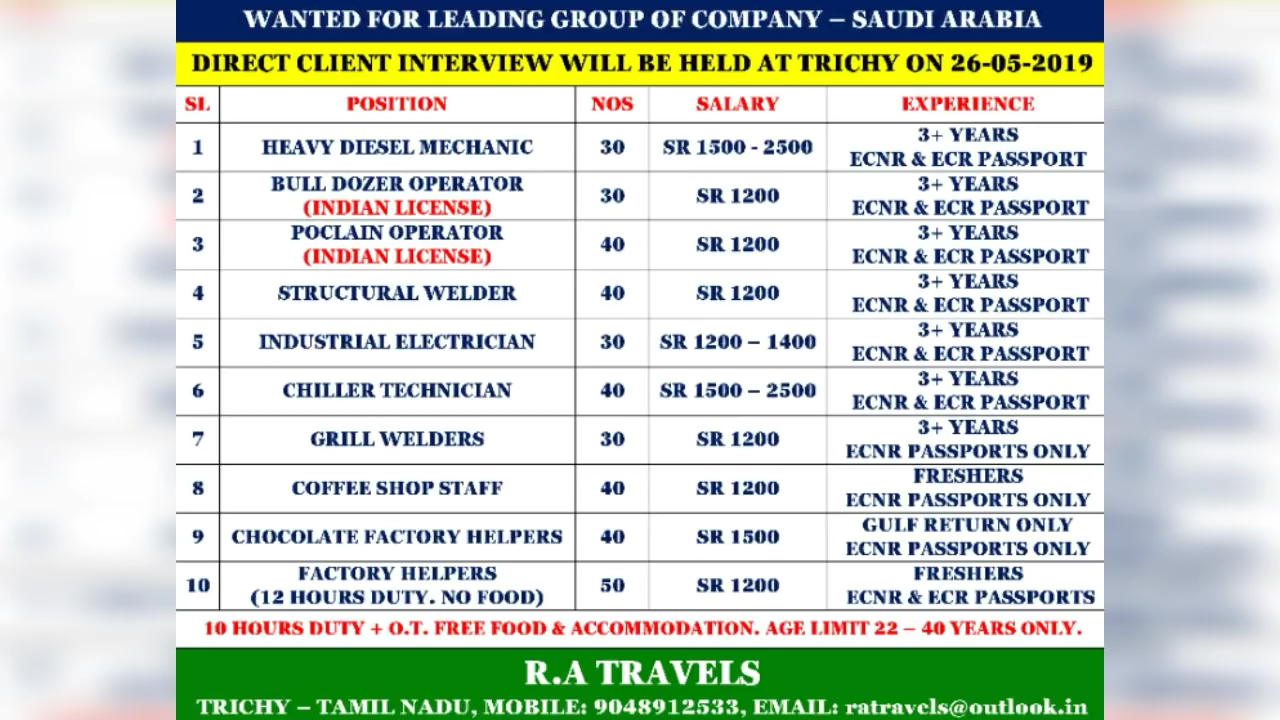 WANTED FOR LEADING GROUP OF COMPANY – SAUDI ARABIA
DIRECT CLIENT INTERVIEW WILL BE HELD AT TRICHY ON 26-05-2019
SL POSITION NOS SALARY EXPERIENCE
1 HEAVY DIESEL MECHANIC 30 SR 1500 - 2500 3+ YEARS
ECNR & ECR PASSPORT
2 BULL DOZER OPERATOR 30 SR 1200 3+ YEARS
(INDIAN LICENSE) ECNR & ECR PASSPORT
3 POCLAIN OPERATOR 40 SR 1200 3+ YEARS
(INDIAN LICENSE) ECNR & ECR PASSPORT
4 STRUCTURAL WELDER 40 SR 1200 3+ YEARS
ECNR & ECR PASSPORT
5 INDUSTRIAL ELECTRICIAN 30 SR 1200 – 1400 3+ YEARS
ECNR & ECR PASSPORT
6 CHILLER TECHNICIAN 40 SR 1500 – 2500 3+ YEARS
ECNR & ECR PASSPORT
7 GRILL WELDERS 30 SR 1200 3+ YEARS
ECNR PASSPORTS ONLY
8 COFFEE SHOP STAFF 40 SR 1200 FRESHERS
ECNR PASSPORTS ONLY
9 CHOCOLATE FACTORY HELPERS 40 SR 1500 GULF RETURN ONLY
ECNR PASSPORTS ONLY
10 FACTORY HELPERS 50 SR 1200 FRESHERS
(12 HOURS DUTY. NO FOOD) ECNR & ECR PASSPORTS
10 HOURS DUTY + O.T. FREE FOOD & ACCOMMODATION. AGE LIMIT 22 – 40 YEARS ONLY.
R.A TRAVELS
TRICHY – TAMIL NADU, MOBILE: 9048912533, EMAIL: ratravels@outlook.in